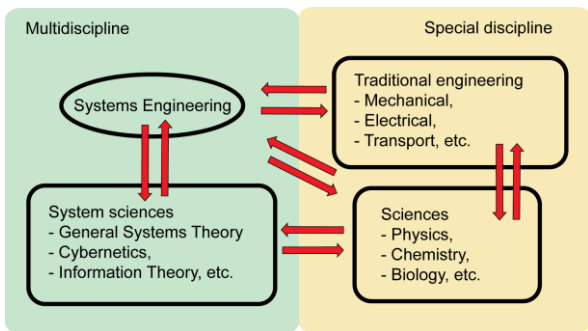 Multidiscipline
Special discipline
Systems Engineering
Traditional engineering
- Mechanical,
- Electrical,
- Transport, etc.
System sciences
- General Systems Theory
- Cybernetics,
- Information Theory, etc.
Sciences
- Physics,
- Chemistry,
- Biology, etc.